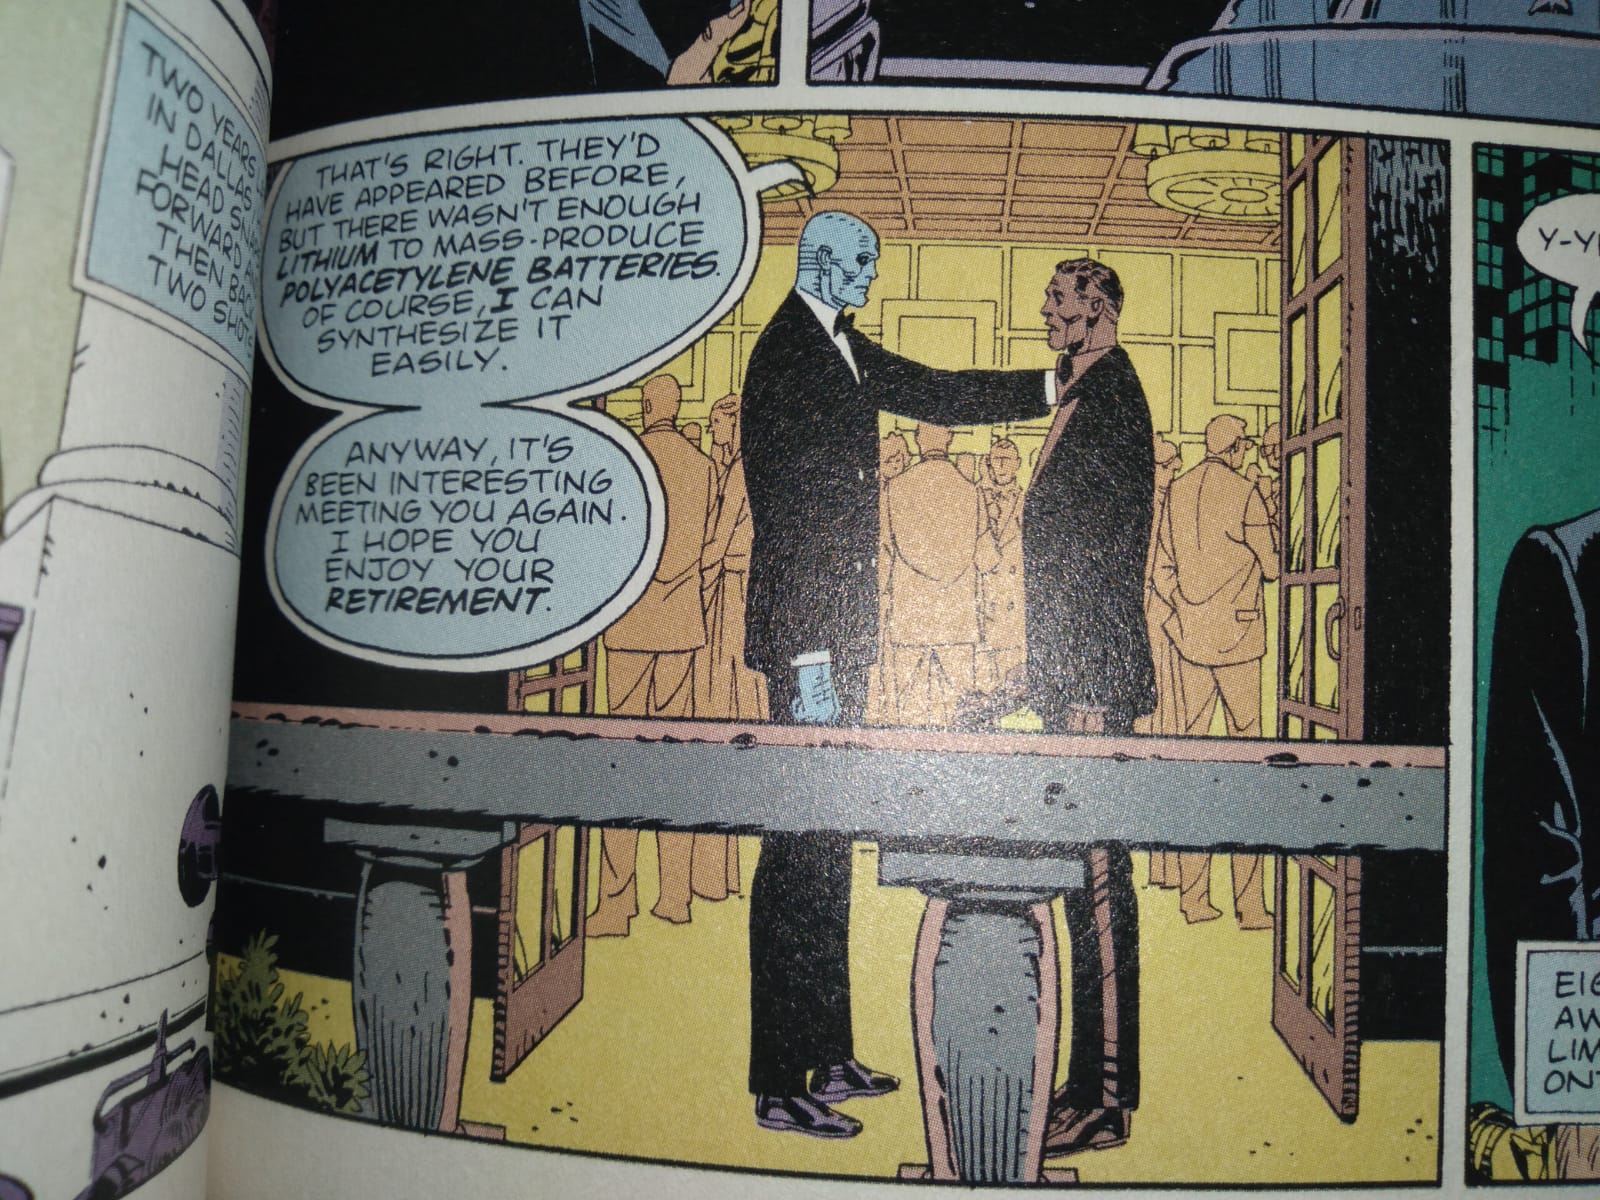 TWO YEARS
IN DALLAS
HEAD
FORWARD
THEN BAC
TWO SHOTS
THAT'S RIGHT. THEY'D
HAVE APPEARED BEFORE,
BUT THERE WASN'T ENOUGH
LITHIUM TO MASS-PRODUCE
POLYACETYLENE BATTERIES.
OF COURSE, I CAN
SYNTHESIZE IT
EASILY.
ANYWAY, IT'S
BEEN INTERESTING
MEETING YOU AGAIN.
I HOPE YOU
ENJOY YOUR
RETIREMENT.
Y-Y
EIG
AW
LIM
ONT